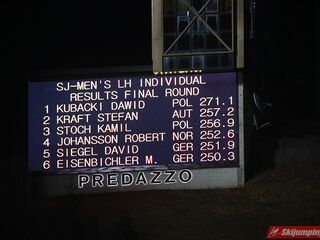 SJ-MEN'S LH INDIVIDUAL
RESULTS FINAL ROUND
1 KUBACKI DAWID POL 271.1
2 KRAFT STEFAN AUT 257.2
3 STOCH KAMIL POL 256.9
4 JOHANSSON ROBERT NOR 252.6
5 SIEGEL DAVID GER 251.9
6 EISENBICHLER M. GER 250.3
PREDAZZO
Skijumping